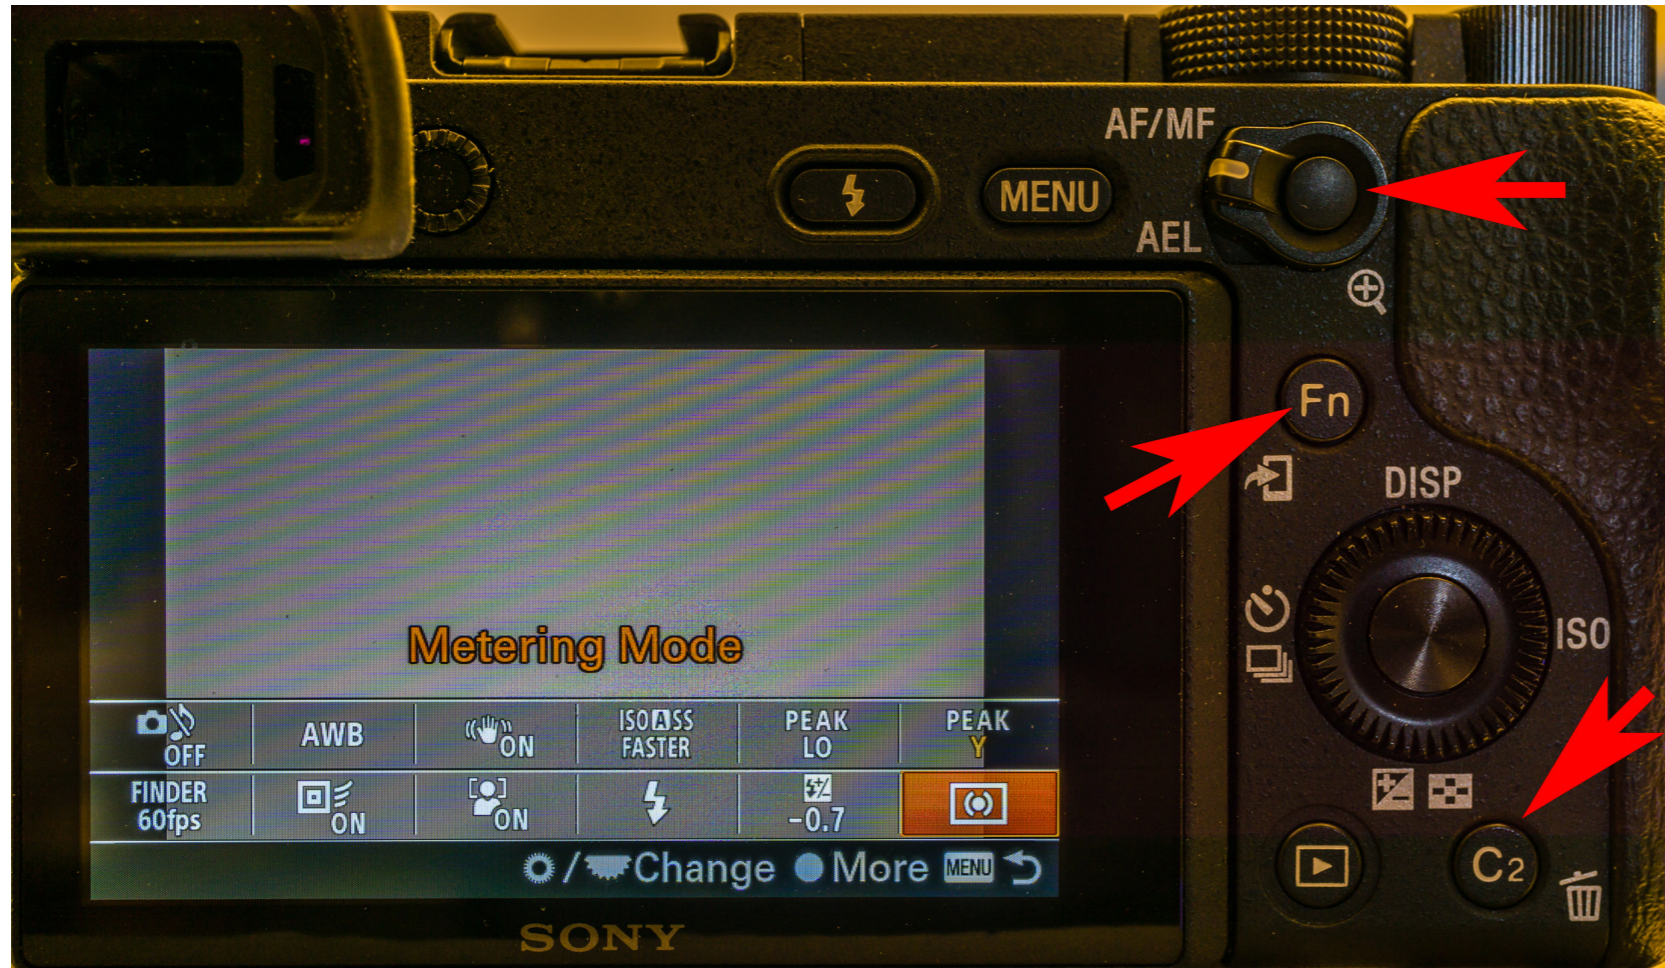 AF/MF
MENU
AEL
Fn
DISP
ISO
Metering Mode
OFF
AWB
ON
ISO A SS
FASTER
PEAK
LO
PEAK
Y
FINDER
60fps
ON
ON
-0.7
Change More MENU
C2
SONY